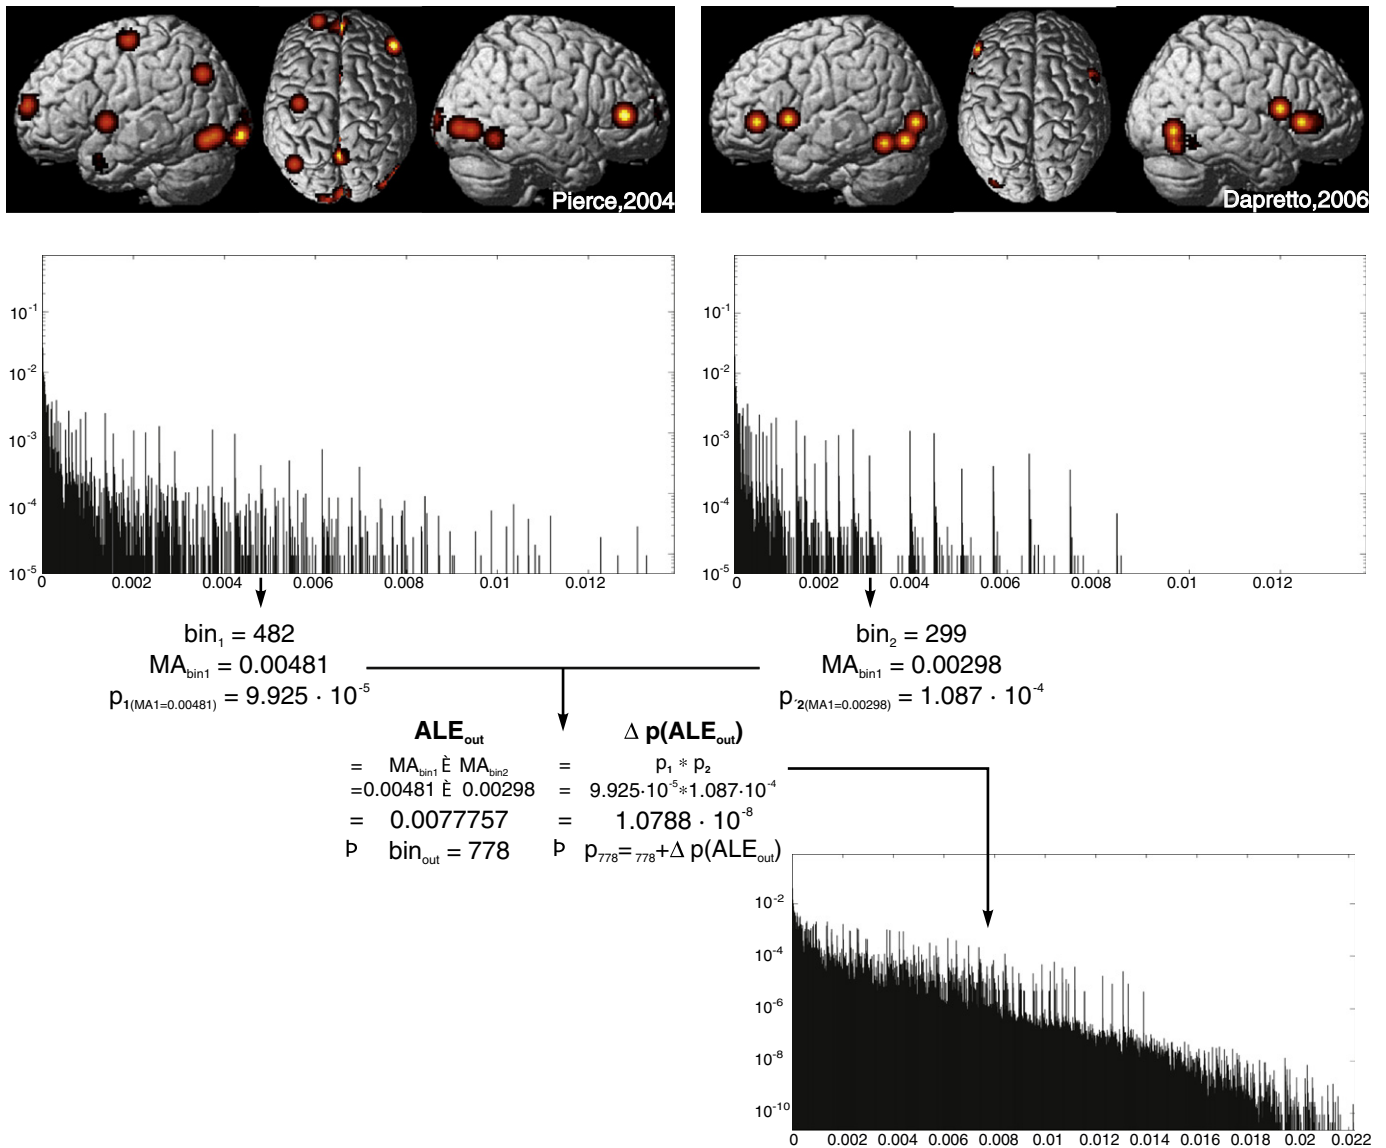 Pierce,2004
Dapretto,2006
10-1
10-2
10-3
10-4
10-5
0 0.002 0.004 0.006 0.008 0.01 0.012
10-1
10-2
10-3
10-4
10-5
0 0.002 0.004 0.006 0.008 0.01 0.012
bin1 = 482
MAbin1 = 0.00481
p1(MA1=0.00481) = 9.925 · 10-5
bin2 = 299
MAbin1 = 0.00298
p´2(MA1=0.00298) = 1.087 · 10-4
ALEout
= MAbin1 È MAbin2
=0.00481 È 0.00298
= 0.0077757
Þ binout = 778
Δ p(ALEout)
= p1 * p2
= 9.925·10-5*1.087·10-4
= 1.0788 · 10-8
Þ p778= 778+Δ p(ALEout)
10-2
10-4
10-6
10-8
10-10
0 0.002 0.004 0.006 0.008 0.01 0.012 0.014 0.016 0.018 0.02 0.022